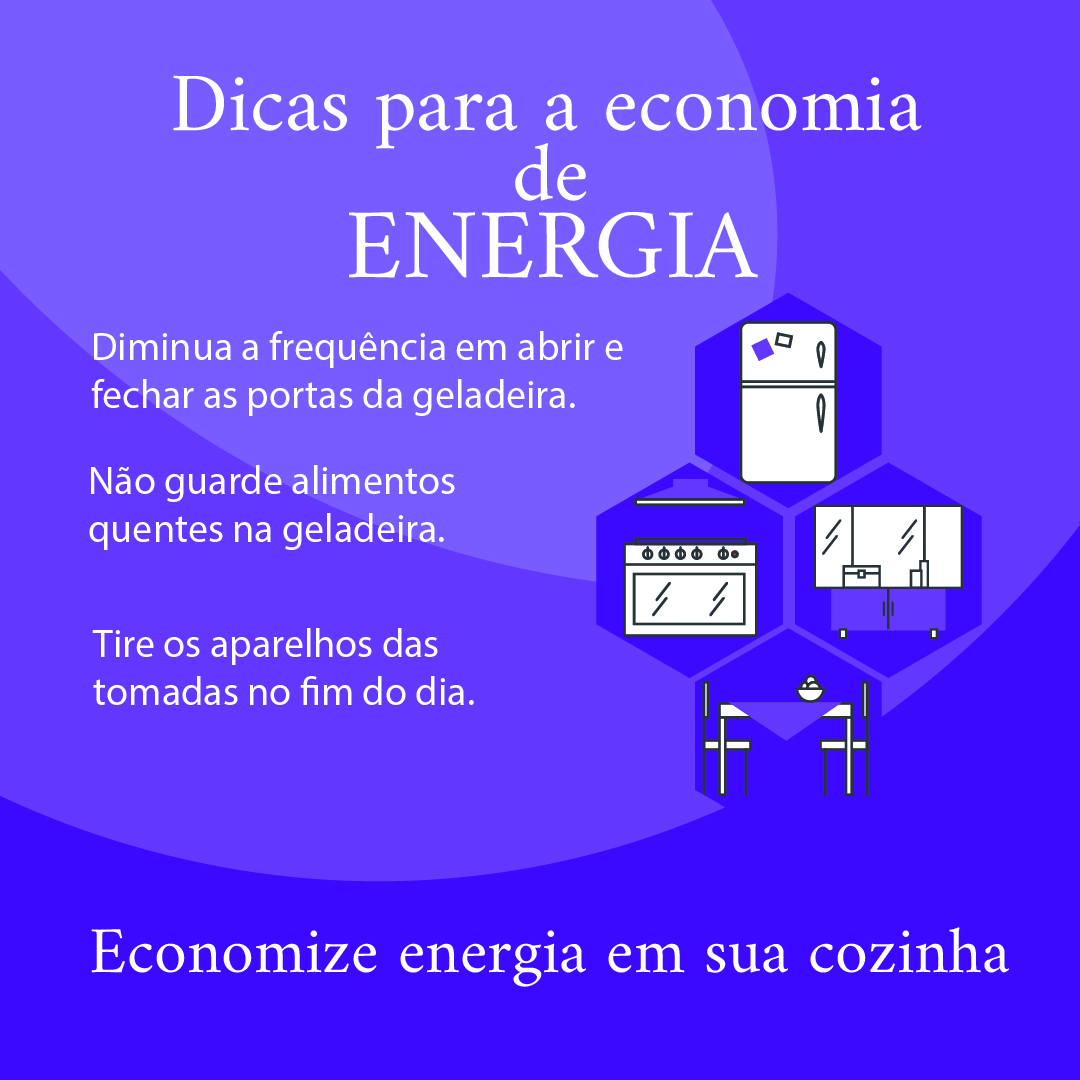 Dicas para a economia
de
ENERGIA
Diminua a frequência em abrir e
fechar as portas da geladeira.
Não guarde alimentos
quentes na geladeira.
Tire os aparelhos das
tomadas no fim do dia.
Economize energia em sua cozinha